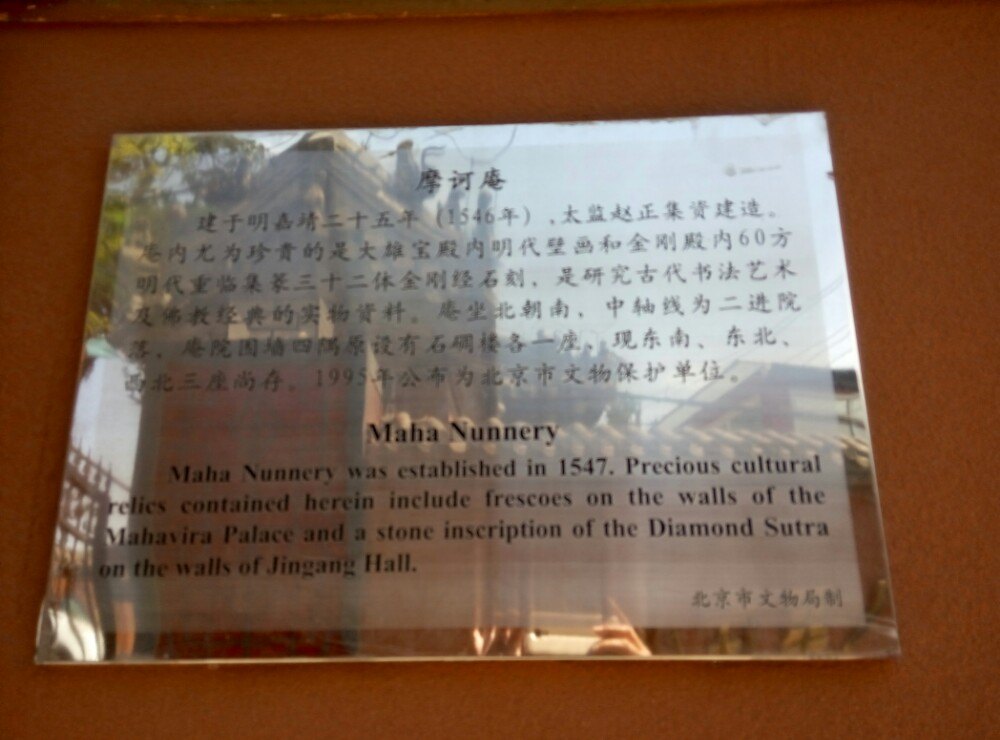 摩诃庵
建于明嘉靖二十五年（1546年）,太监赵正集资建造。
庵内尤为珍贵的是大雄宝殿内明代壁画和金刚殿内60方
明代重临集篆三十二体金刚经石刻，是研究古代书法艺术
及佛教经典的实物资料。庵坐北朝南，中轴线为二进院
落，庵院围墙四隅原设有石碉楼各一座，现东南、东北、
西北三座尚存。1995年公布为北京市文物保护单位。
Maha Nunnery
Maha Nunnery was established in 1547. Precious cultural
relics contained herein include frescoes on the walls of the
Mahavira Palace and a stone inscription of the Diamond Sutra
on the walls of Jingang Hall.
北京市文物局制